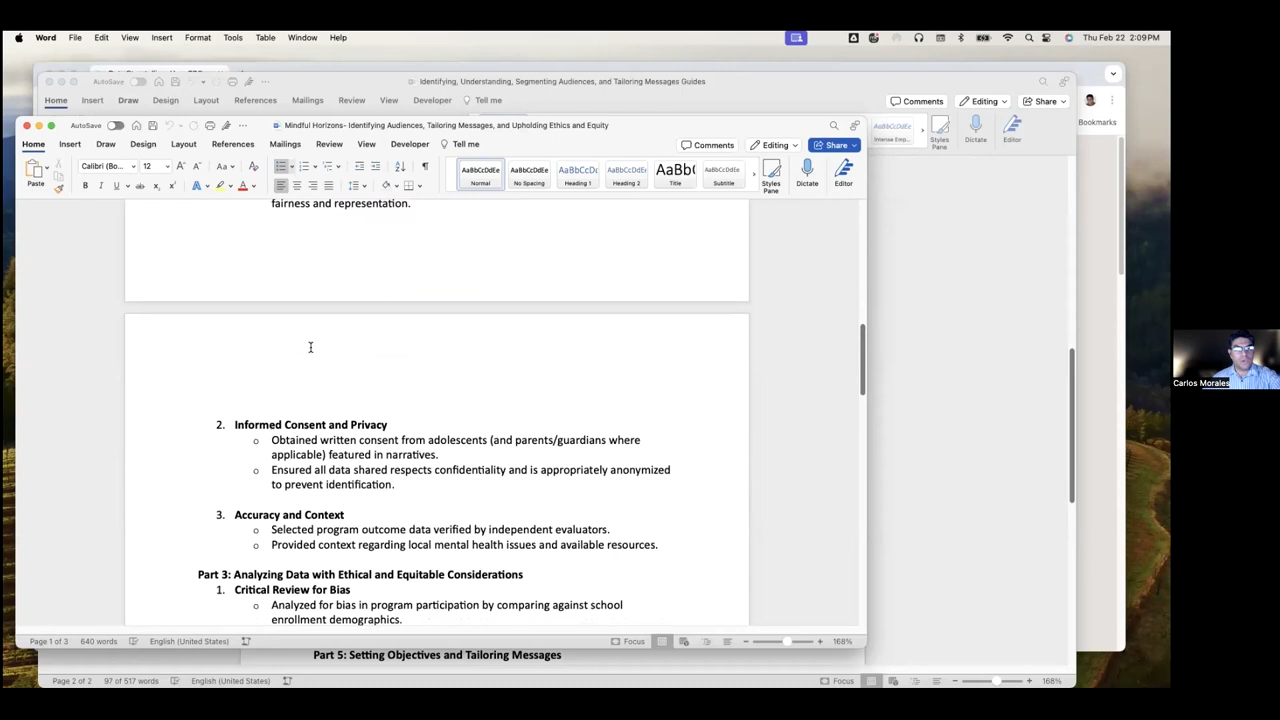 Word File Edit View Insert Format Tools Table Window Help Thu Feb 22 2:09PM
AutoSave Identifying, Understanding, Segmenting Audiences, and Tailoring Messages Guides
Home Insert Draw Design Layout References Mailings Review View Developer Tell me Comments Editing Share
AutoSave Mindful Horizons- Identifying Audiences, Tailoring Messages, and Upholding Ethics and Equity
Bookmarks
AaBbCcDdEe
Intense Emp...
Styles Pane
Dictate
Editor
Home Insert Draw Design Layout References Mailings Review View Developer Tell me Comments Editing Share
Paste
Calibri (Bo... 12
AaBbCcDdEe
Normal
AaBbCcDdEe
No Spacing
AaBbCcDc
Heading 1
AaBbCcDdEe
Heading 2
AaBb(
Title
AaBbCcDdEe
Subtitle
Styles Pane
Dictate
Editor
fairness and representation.
2. Informed Consent and Privacy
o Obtained written consent from adolescents (and parents/guardians where
applicable) featured in narratives.
o Ensured all data shared respects confidentiality and is appropriately anonymized
to prevent identification.
3. Accuracy and Context
o Selected program outcome data verified by independent evaluators.
o Provided context regarding local mental health issues and available resources.
Part 3: Analyzing Data with Ethical and Equitable Considerations
1. Critical Review for Bias
o Analyzed for bias in program participation by comparing against school
enrollment demographics.
Page 1 of 3 640 words English (United States) Focus 168%
Part 5: Setting Objectives and Tailoring Messages
Page 2 of 2 97 of 517 words English (United States) Focus 168%
Carlos Morales